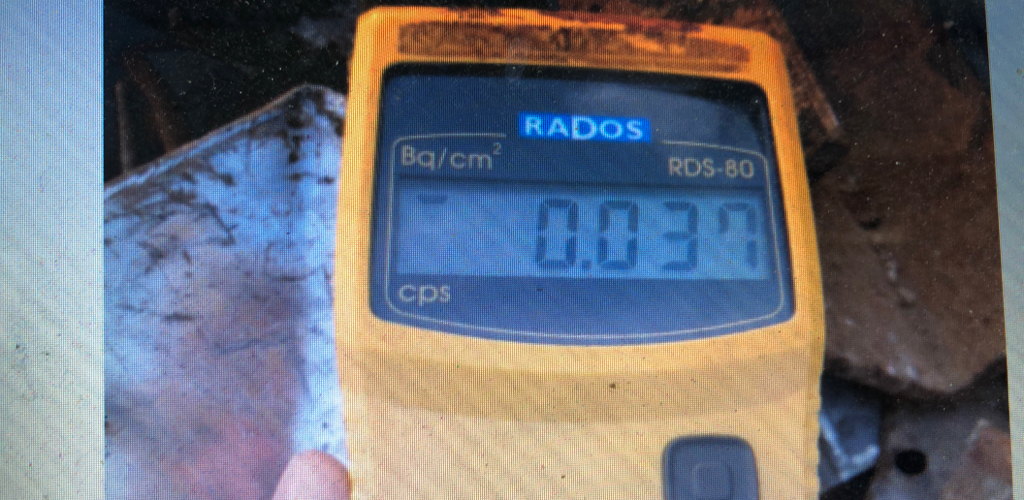 RADOS
Bq/cm²
RDS-80
0.037
cps